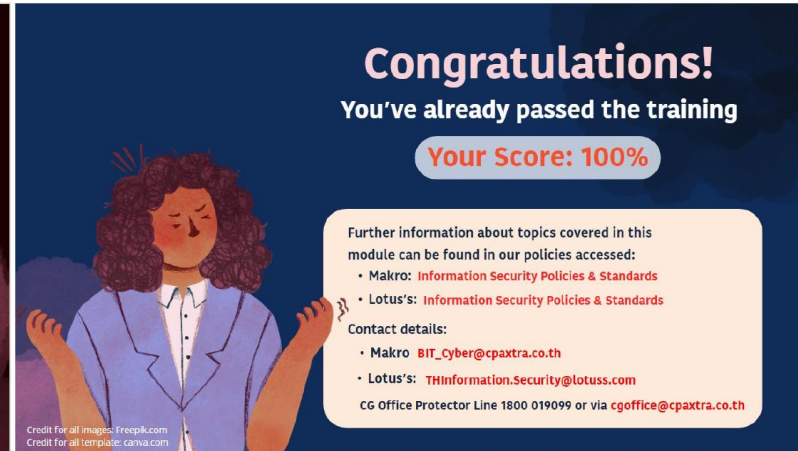 Congratulations!
You've already passed the training
Your Score: 100%
Further information about topics covered in this
module can be found in our policies accessed:
• Makro: Information Security Policies & Standards
• Lotus's: Information Security Policies & Standards
Contact details:
• Makro BIT_Cyber@cpaxtra.co.th
• Lotus's: THInformation.Security@lotuss.com
CG Office Protector Line 1800 019099 or via cgoffice@cpaxtra.co.th
Credit for all images: Freepik.com
Credit for all template: canva.com